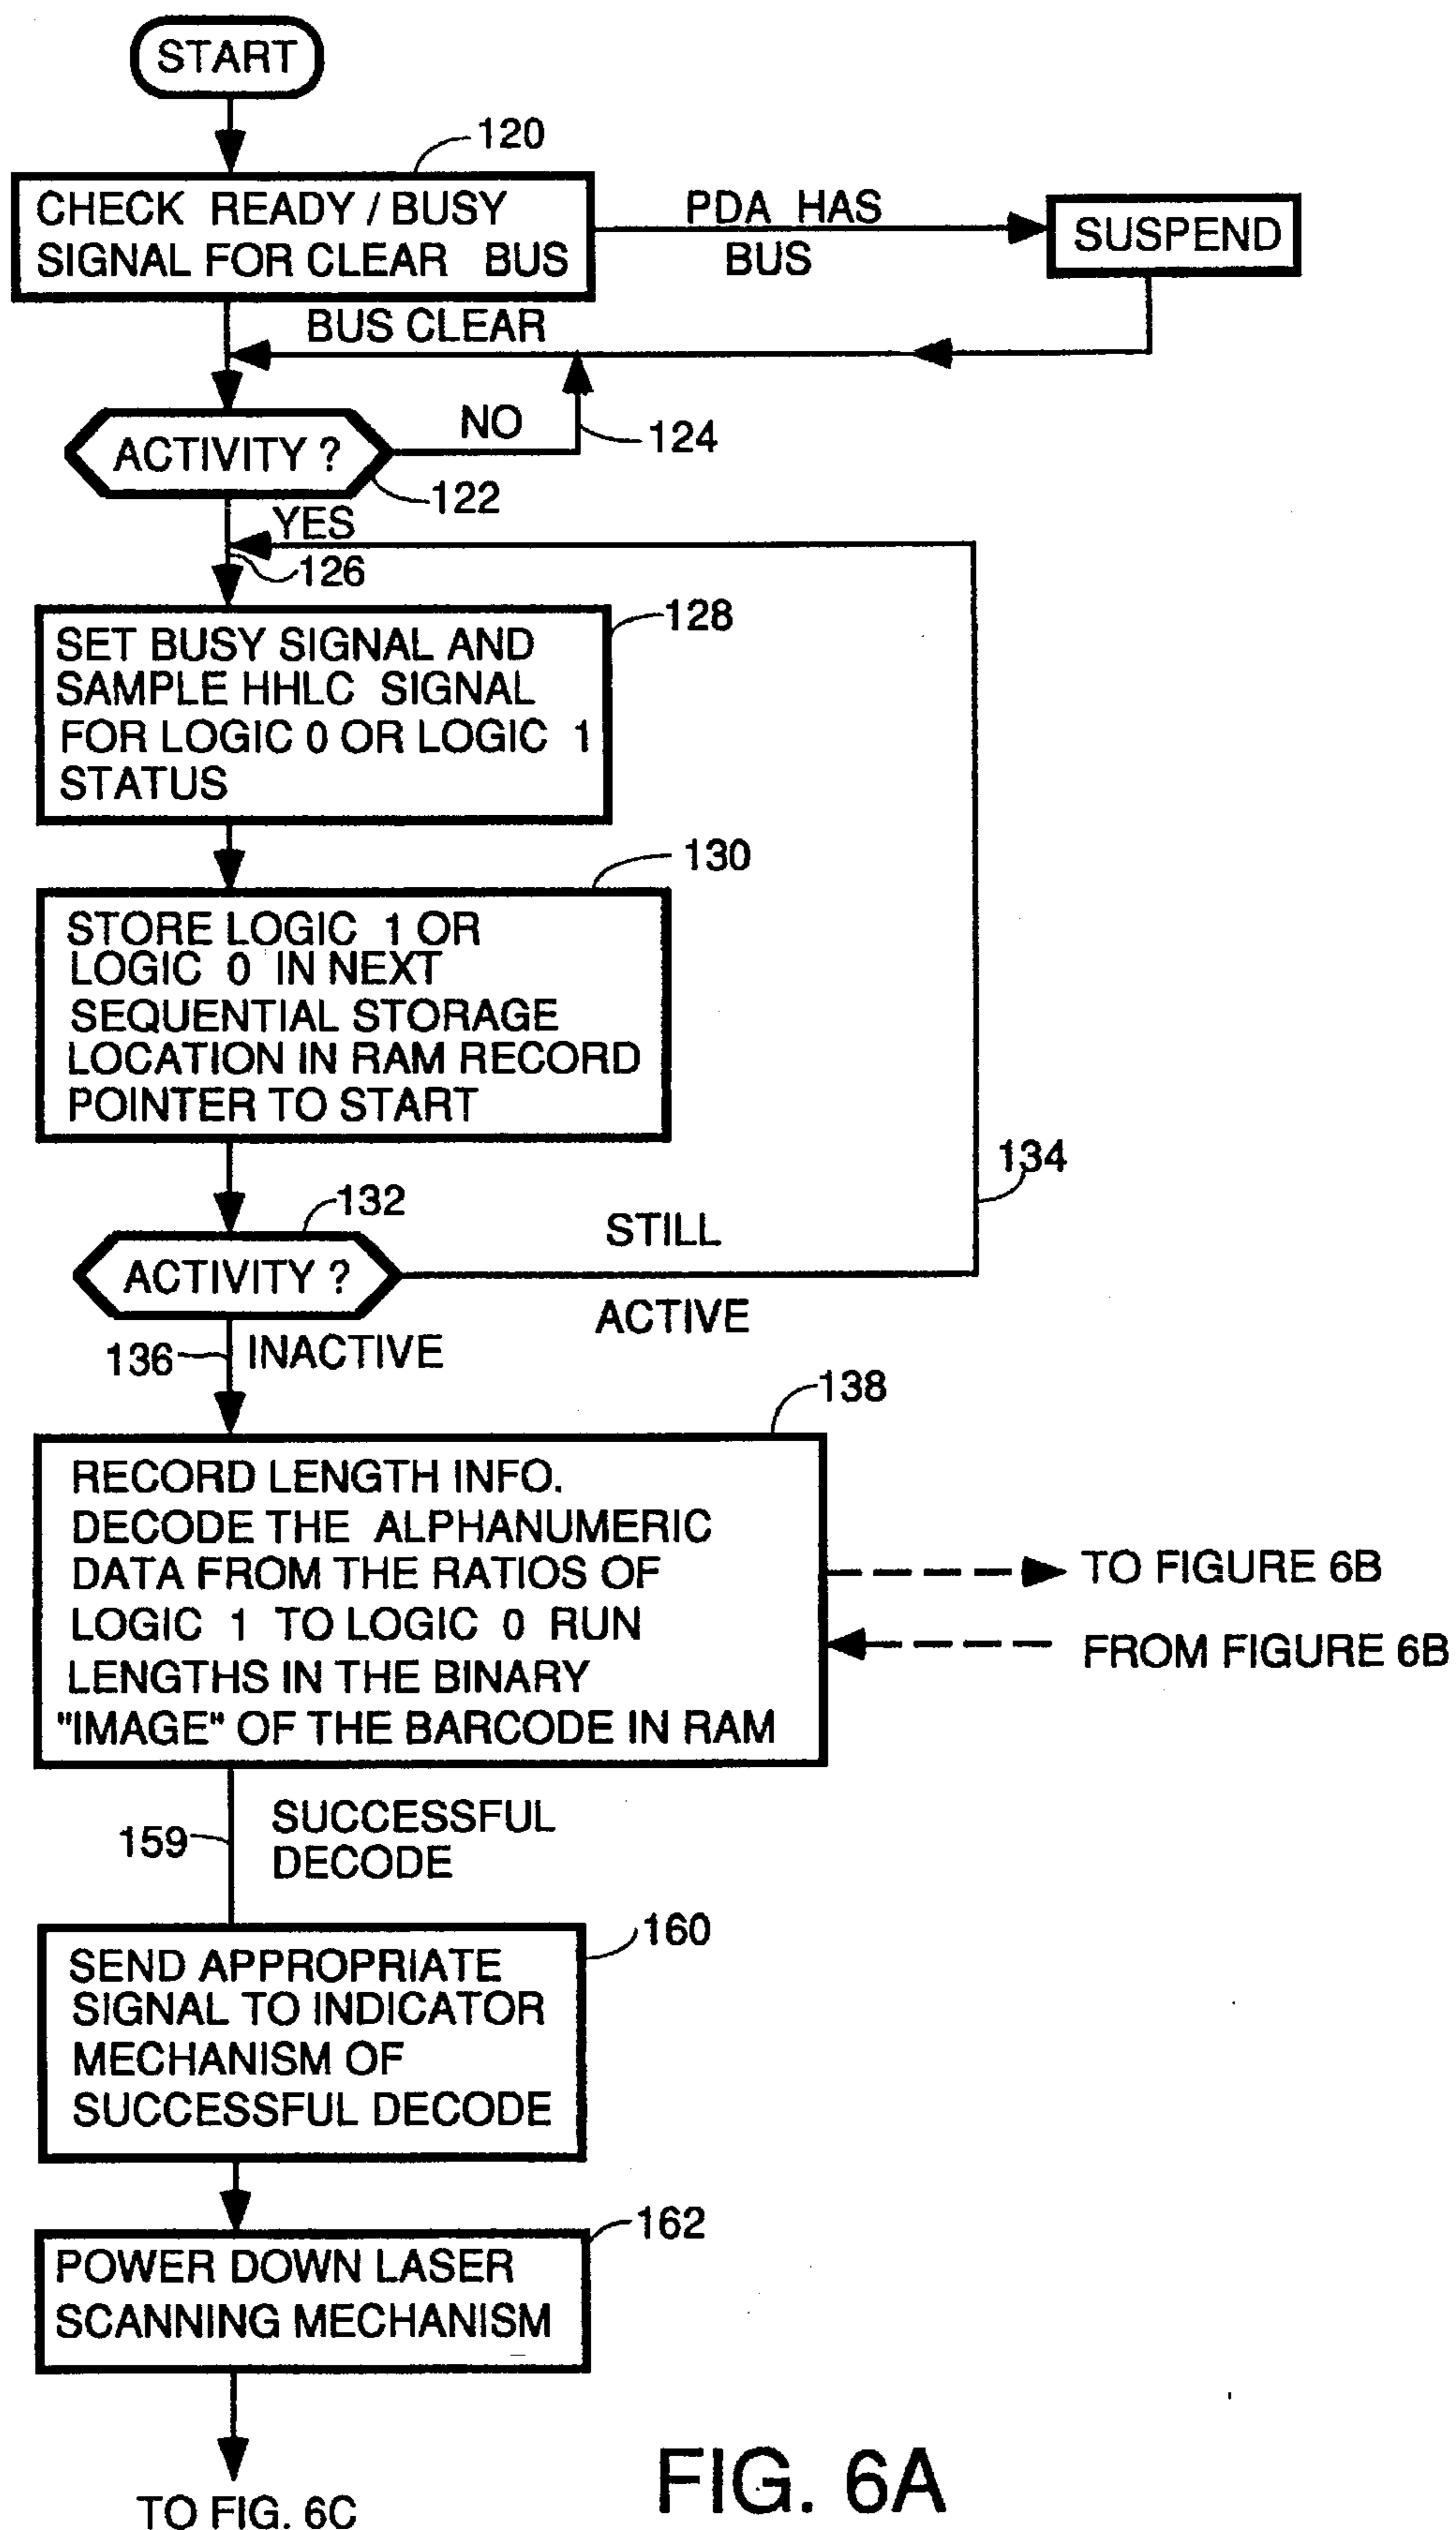 START
120
CHECK READY / BUSY
SIGNAL FOR CLEAR BUS
PDA HAS
BUS
SUSPEND
BUS CLEAR
ACTIVITY ?
NO
124
122
YES
126
128
SET BUSY SIGNAL AND
SAMPLE HHLC SIGNAL
FOR LOGIC 0 OR LOGIC 1
STATUS
130
STORE LOGIC 1 OR
LOGIC 0 IN NEXT
SEQUENTIAL STORAGE
LOCATION IN RAM RECORD
POINTER TO START
134
132
ACTIVITY ?
STILL
ACTIVE
136
INACTIVE
138
RECORD LENGTH INFO.
DECODE THE ALPHANUMERIC
DATA FROM THE RATIOS OF
LOGIC 1 TO LOGIC 0 RUN
LENGTHS IN THE BINARY
"IMAGE" OF THE BARCODE IN RAM
TO FIGURE 6B
FROM FIGURE 6B
159
SUCCESSFUL
DECODE
160
SEND APPROPRIATE
SIGNAL TO INDICATOR
MECHANISM OF
SUCCESSFUL DECODE
162
POWER DOWN LASER
SCANNING MECHANISM
TO FIG. 6C
FIG. 6A